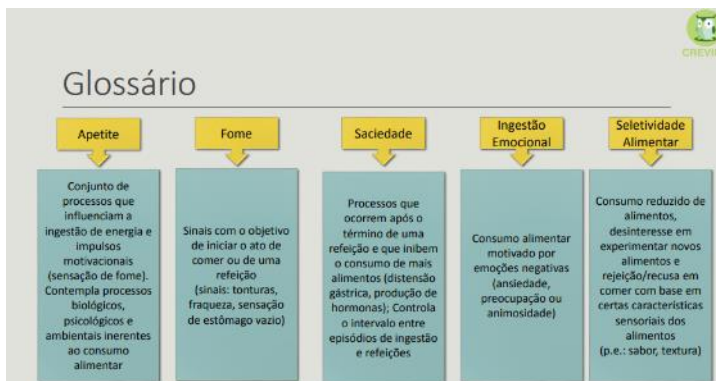 CREVIE
Glossário
Apetite
Conjunto de
processos que
influenciam a
ingestão de energia e
impulsos
motivacionais
(sensação de fome).
Contempla processos
biológicos,
psicológicos e
ambientais inerentes
ao consumo
alimentar
Fome
Sinais com o objetivo
de iniciar o ato de
comer ou de uma
refeição
(sinais: tonturas,
fraqueza, sensação
de estômago vazio)
Saciedade
Processos que
ocorrem após o
término de uma
refeição e que inibem
o consumo de mais
alimentos (distensão
gástrica, produção de
hormonas); Controla
o intervalo entre
episódios de ingestão
e refeições
Ingestão
Emocional
Consumo alimentar
motivado por
emoções negativas
(ansiedade,
preocupação ou
animosidade)
Seletividade
Alimentar
Consumo reduzido de
alimentos,
desinteresse em
experimentar novos
alimentos e
rejeição/recusa em
comer com base em
certas características
sensoriais dos
alimentos
(p.e.: sabor, textura)